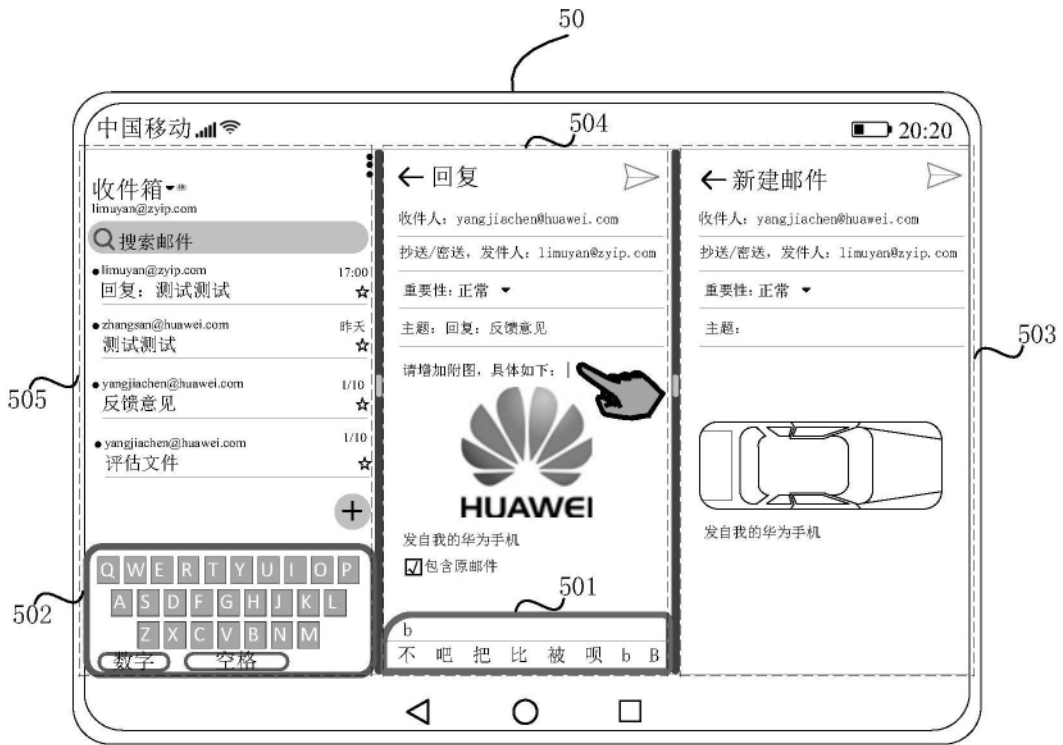 50
中国移动
504
20:20
收件箱
limuyan@zyip.com
搜索邮件
limuyan@zyip.com 17:00
回复：测试测试
zhangsan@huawei.com 昨天
测试测试
yangjiachen@huawei.com 1/10
反馈意见
yangjiachen@huawei.com 1/10
评估文件
+
505
Q W E R T Y U I O P
A S D F G H J K L
Z X C V B N M
数字 空格
502
回复
收件人：yangjiachen@huawei.com
抄送/密送，发件人：limuyan@zyip.com
重要性：正常
主题：回复：反馈意见
请增加附图，具体如下：
HUAWEI
发自我的华为手机
包含原邮件
501
b
不 吧 把 比 被 呗 b B
新建邮件
收件人：yangjiachen@huawei.com
抄送/密送，发件人：limuyan@zyip.com
重要性：正常
主题：
发自我的华为手机
503